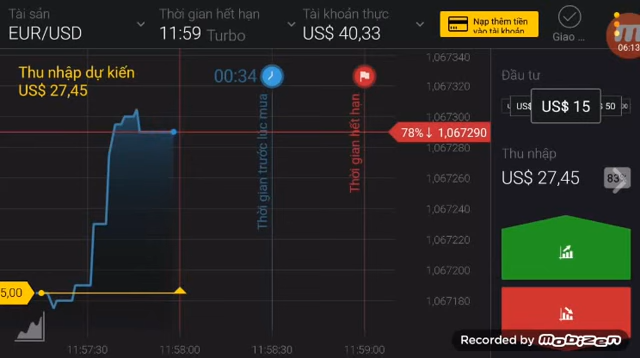 Tài sản
EUR/USD
Thời gian hết hạn
11:59 Turbo
Tài khoản thực
US$ 40,33
Nạp thêm tiền
vào tài khoản
Giao ...
06:13
Thu nhập dự kiến
US$ 27,45
00:34
Thời gian trước lúc mua
Thời gian hết hạn
1,067340
1,067320
1,067300
78%↓ 1,067290
1,067280
1,067260
1,067240
1,067220
1,067200
1,067180
5,00
11:57:30
11:58:00
11:58:30
11:59:00
Đầu tư
US$
US$ 15
50
Thu nhập
US$ 27,45
83
Recorded by
MOBIZEN